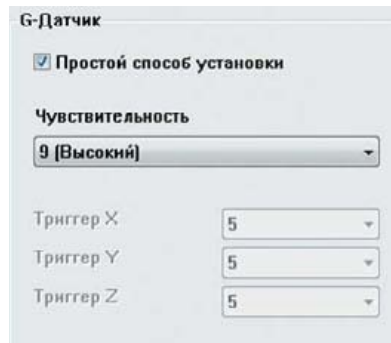 G-Датчик
Простой способ установки
Чувствительность
9 (Высокий)
Триггер X 5
Триггер Y 5
Триггер Z 5